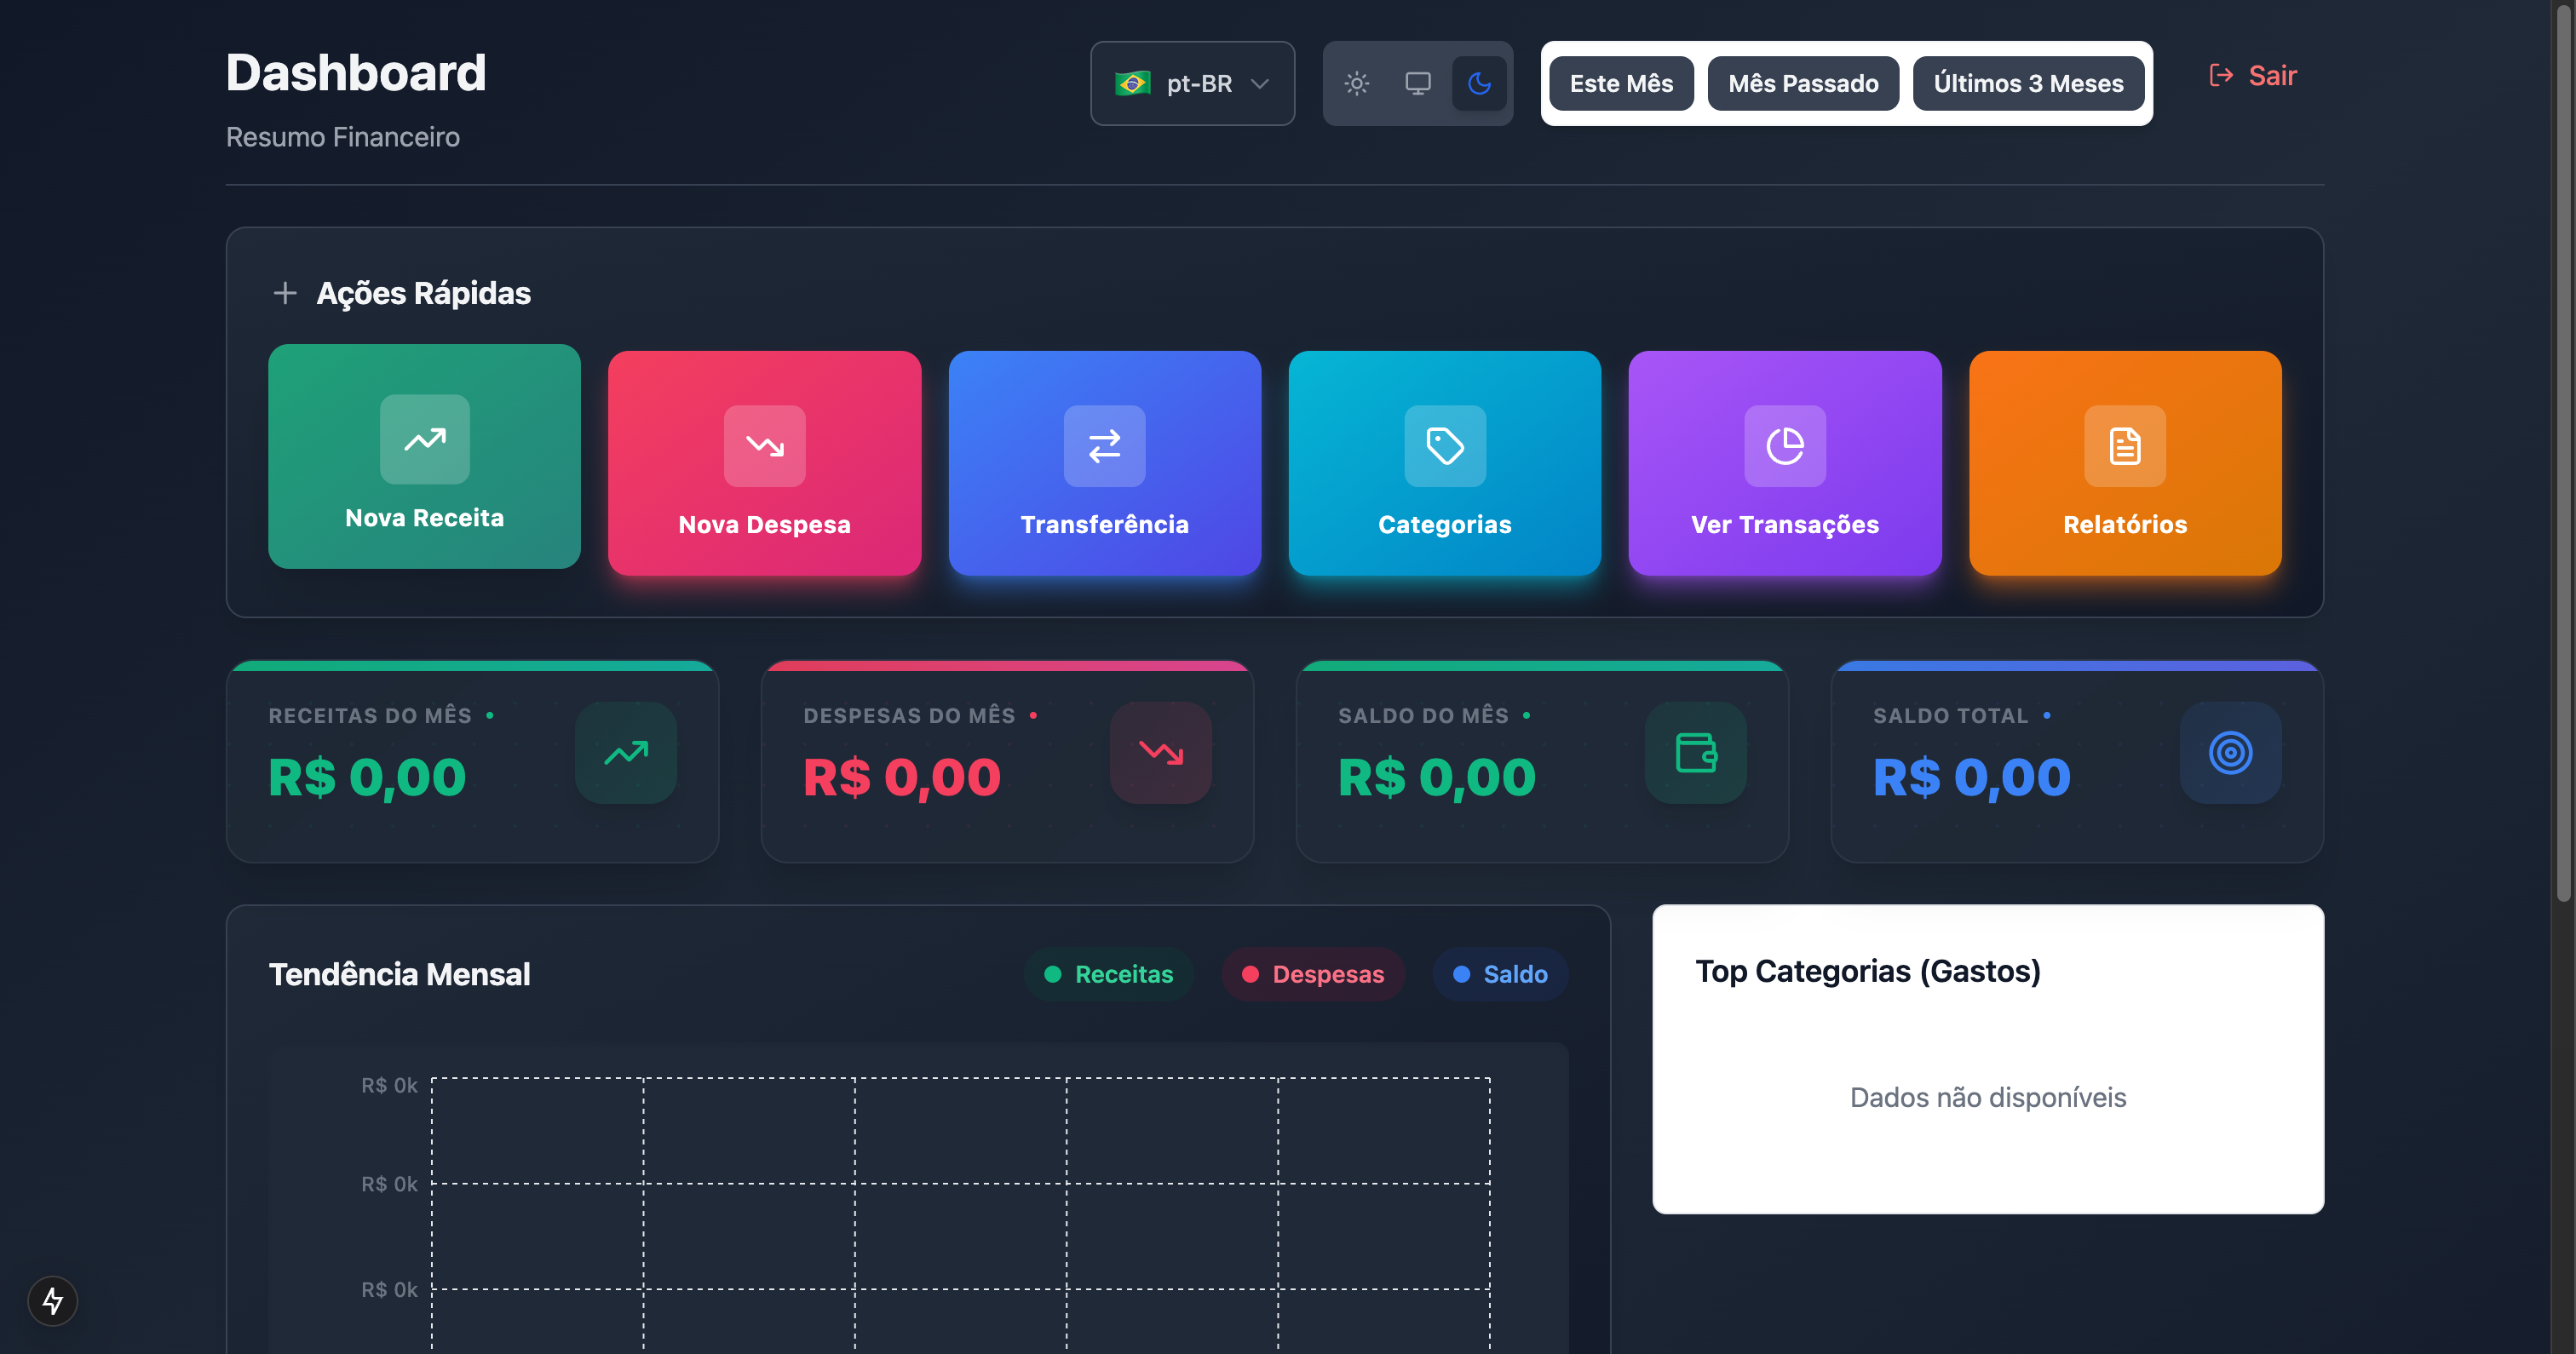 Dashboard
Resumo Financeiro
pt-BR
Este Mês
Mês Passado
Últimos 3 Meses
Sair
Ações Rápidas
Nova Receita
Nova Despesa
Transferência
Categorias
Ver Transações
Relatórios
RECEITAS DO MÊS
R$ 0,00
DESPESAS DO MÊS
R$ 0,00
SALDO DO MÊS
R$ 0,00
SALDO TOTAL
R$ 0,00
Tendência Mensal
Receitas
Despesas
Saldo
R$ 0k
R$ 0k
R$ 0k
Top Categorias (Gastos)
Dados não disponíveis